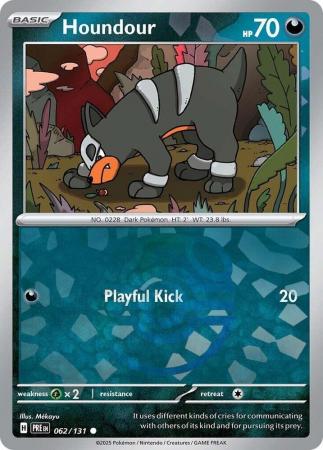 BASIC
Houndour
HP 70
NO. 0228 Dark Pokémon HT: 2' WT: 23.8 lbs.
Playful Kick 20
weakness ×2 resistance retreat
Illus. Mékayu
H PRE EN 062/131
It uses different kinds of cries for communicating
with others of its kind and for pursuing its prey.
©2025 Pokémon / Nintendo / Creatures / GAME FREAK